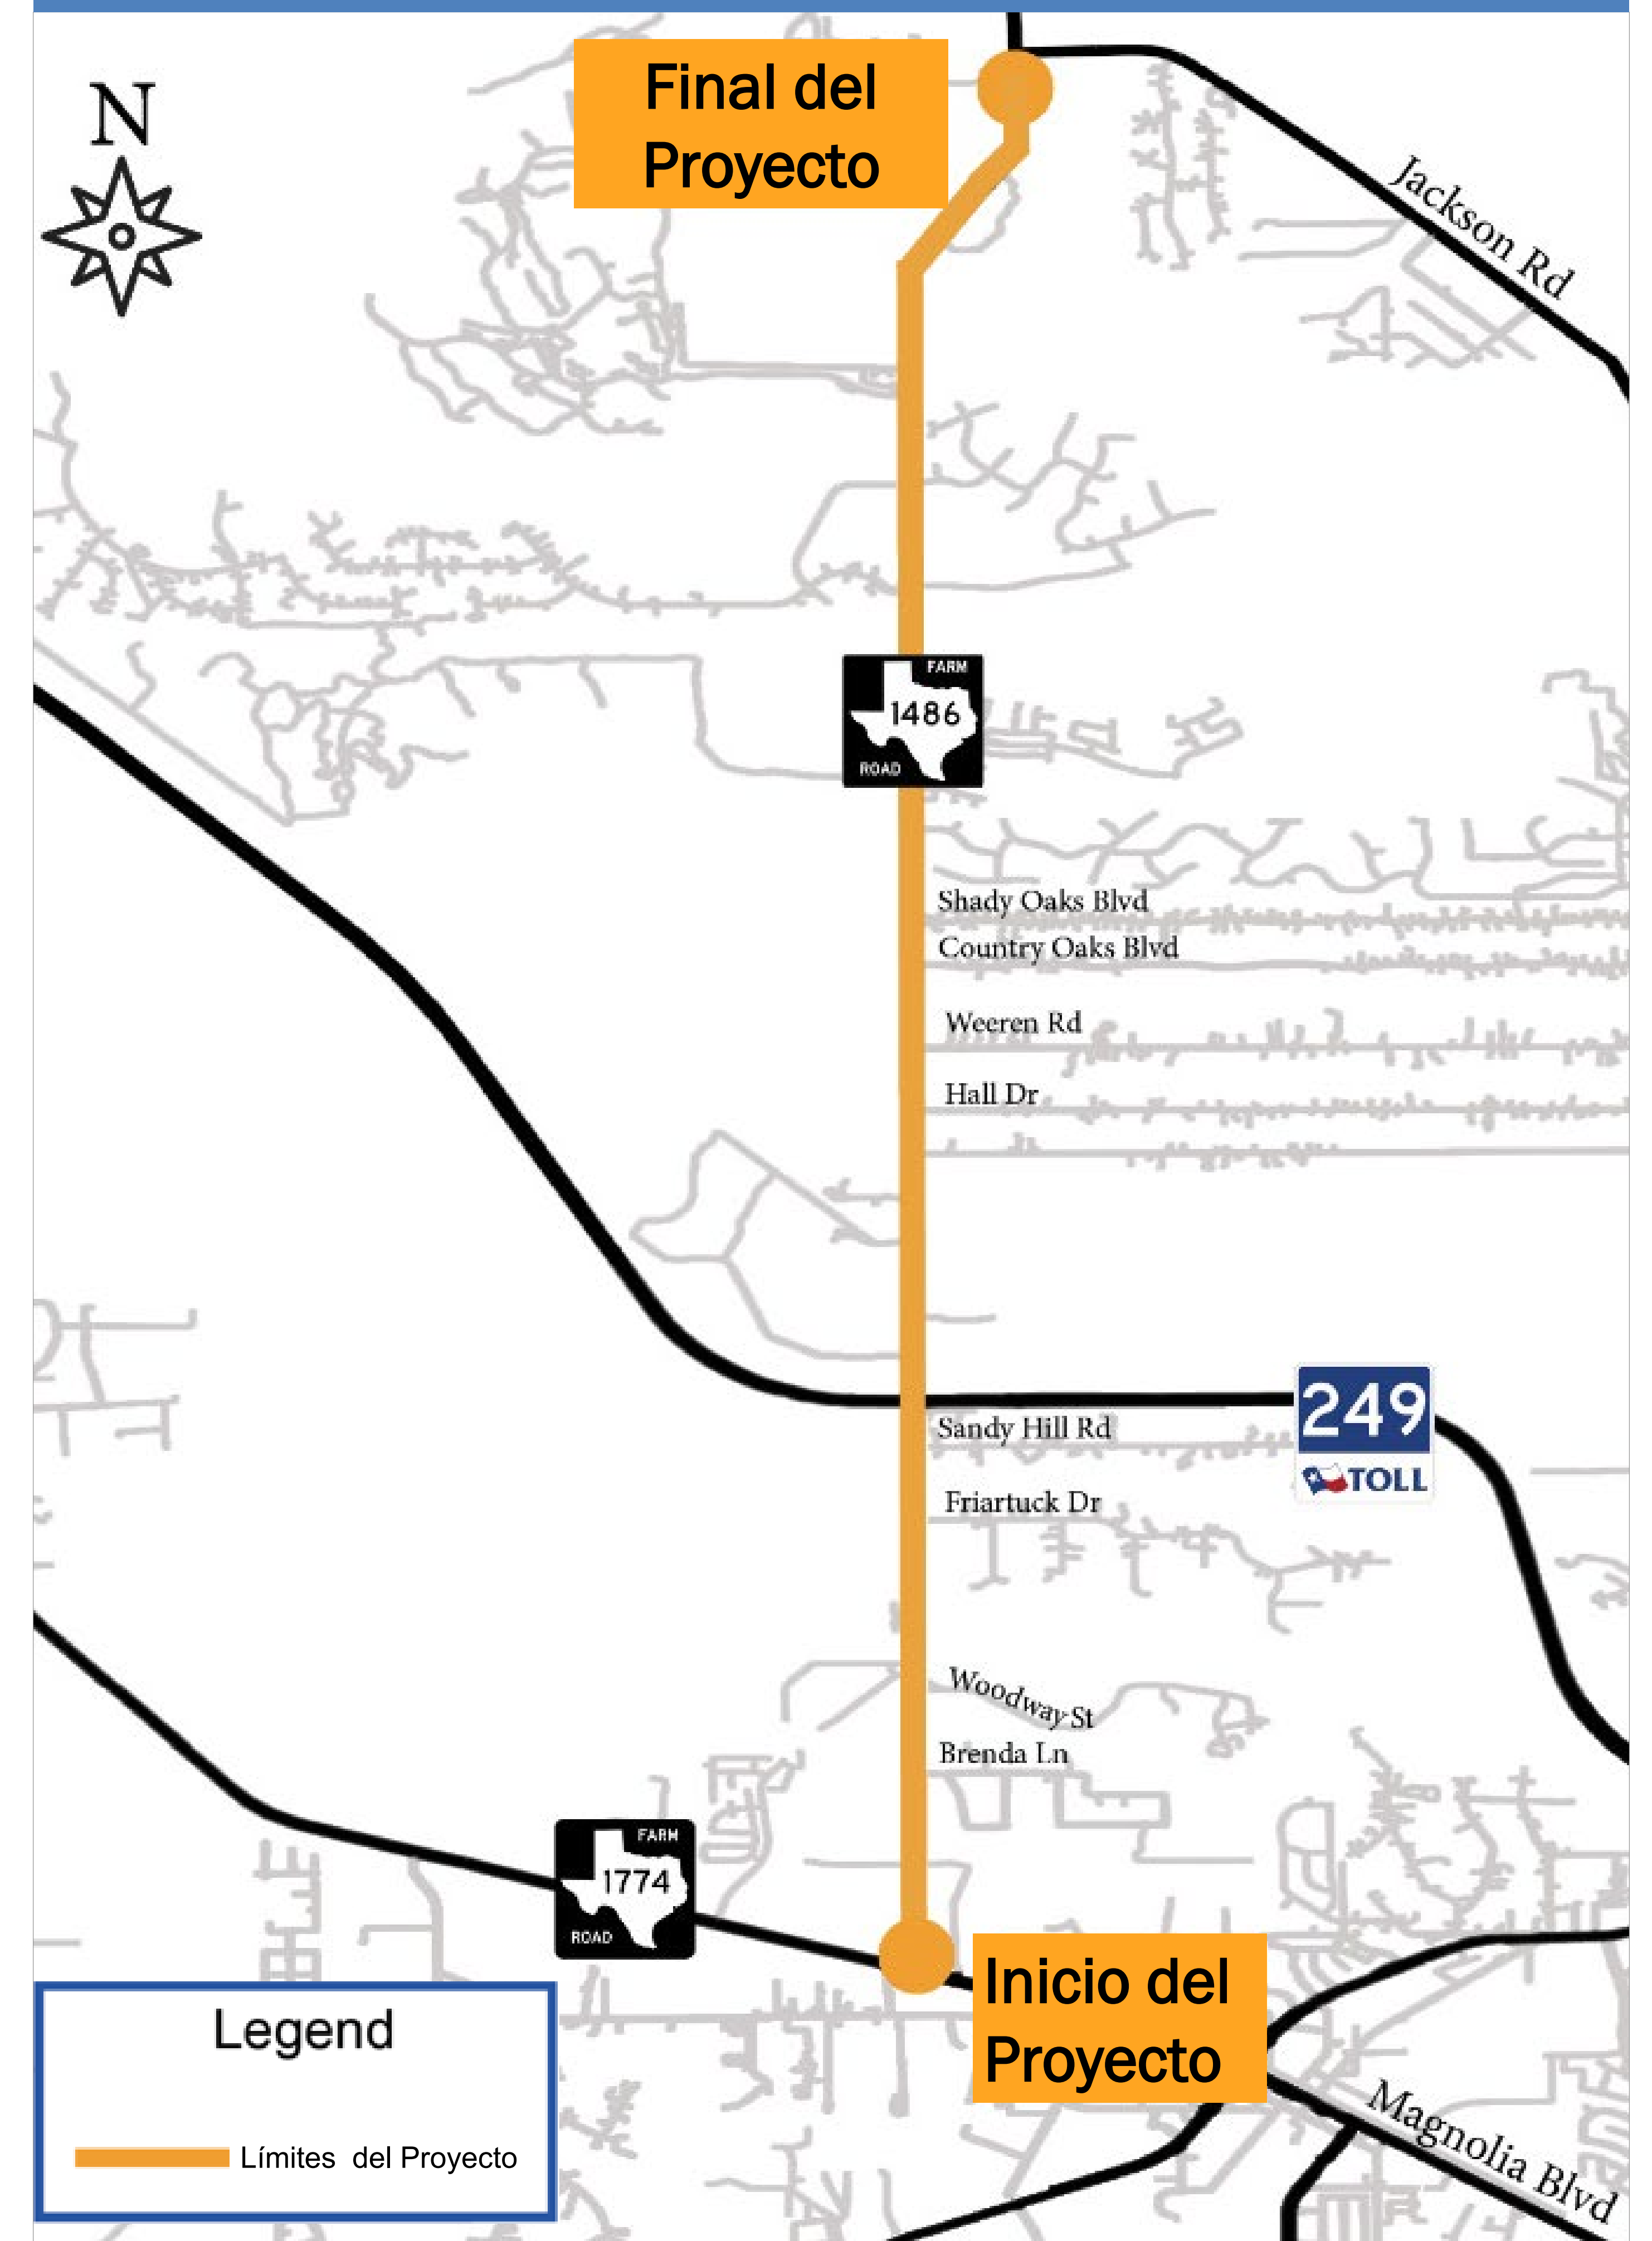 Final del
Proyecto
N
Jackson Rd
FARM
1486
ROAD
Shady Oaks Blvd
Country Oaks Blvd
Weeren Rd
Hall Dr
249
TOLL
Sandy Hill Rd
Friartuck Dr
Woodway St
Brenda Ln
FARM
1774
ROAD
Inicio del
Proyecto
Magnolia Blvd
Legend
Límites  del Proyecto